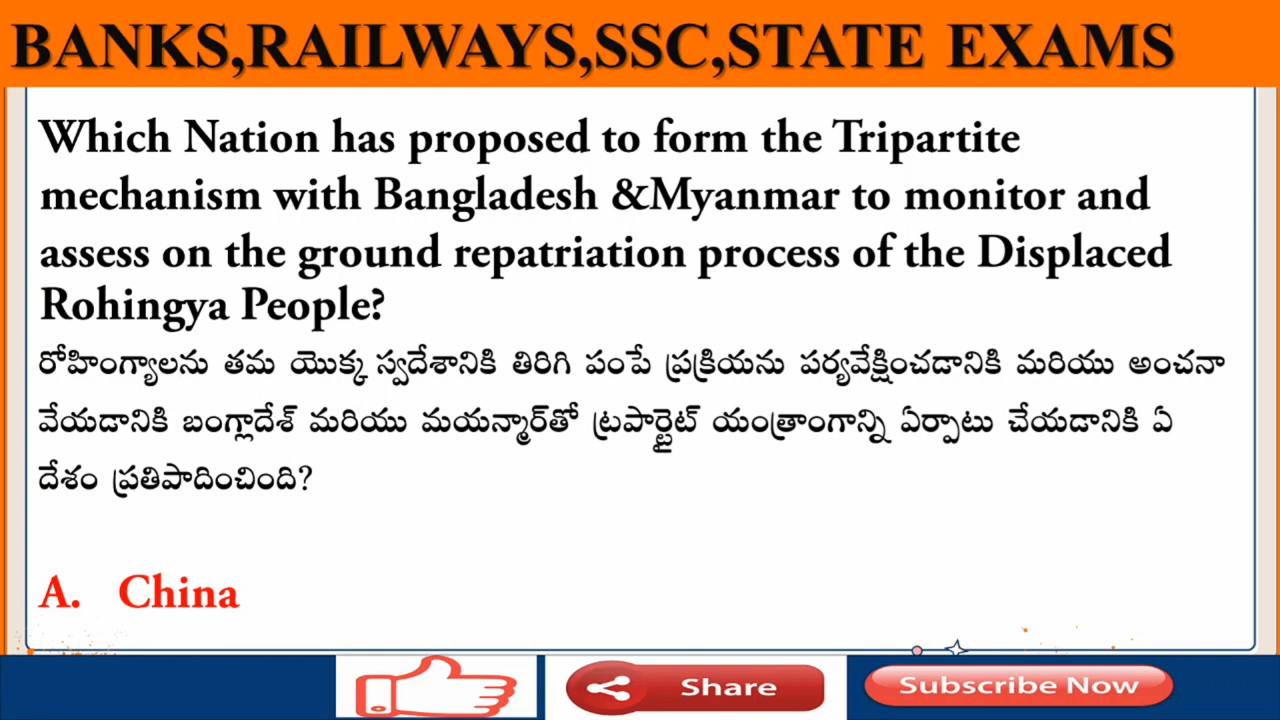 BANKS,RAILWAYS,SSC,STATE EXAMS
Which Nation has proposed to form the Tripartite
mechanism with Bangladesh &Myanmar to monitor and
assess on the ground repatriation process of the Displaced
Rohingya People?
రోహింగ్యాలను తమ యొక్క స్వదేశానికి తిరిగి పంపే ప్రక్రియను పర్యవేక్షించడానికి మరియు అంచనా
వేయడానికి బంగ్లాదేశ్ మరియు మయన్మార్‌తో ట్రిపార్టైట్ యంత్రాంగాన్ని ఏర్పాటు చేయడానికి ఏ
దేశం ప్రతిపాదించింది?
A. China
Share
Subscribe Now